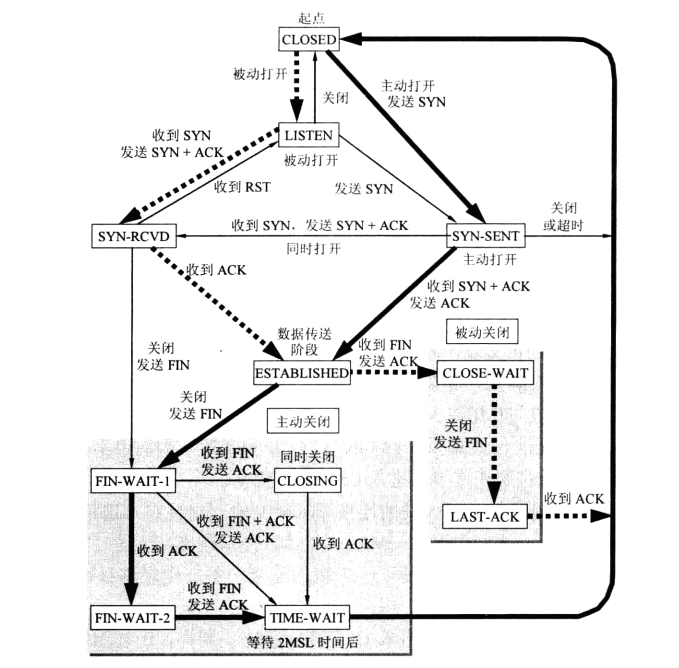 起点
CLOSED
被动打开
关闭
主动打开
发送 SYN
收到 SYN
发送 SYN + ACK
LISTEN
被动打开
收到 RST
发送 SYN
SYN-RCVD
收到 SYN，发送 SYN + ACK
同时打开
SYN-SENT
主动打开
关闭
或超时
收到 ACK
收到 SYN + ACK
发送 ACK
数据传送
阶段
ESTABLISHED
收到 FIN
发送 ACK
被动关闭
CLOSE-WAIT
关闭
发送 FIN
关闭
发送 FIN
主动关闭
关闭
发送 FIN
FIN-WAIT-1
收到 FIN
发送 ACK
同时关闭
CLOSING
LAST-ACK
收到 ACK
收到 ACK
收到 FIN + ACK
发送 ACK
收到 ACK
FIN-WAIT-2
收到 FIN
发送 ACK
TIME-WAIT
等待 2MSL 时间后